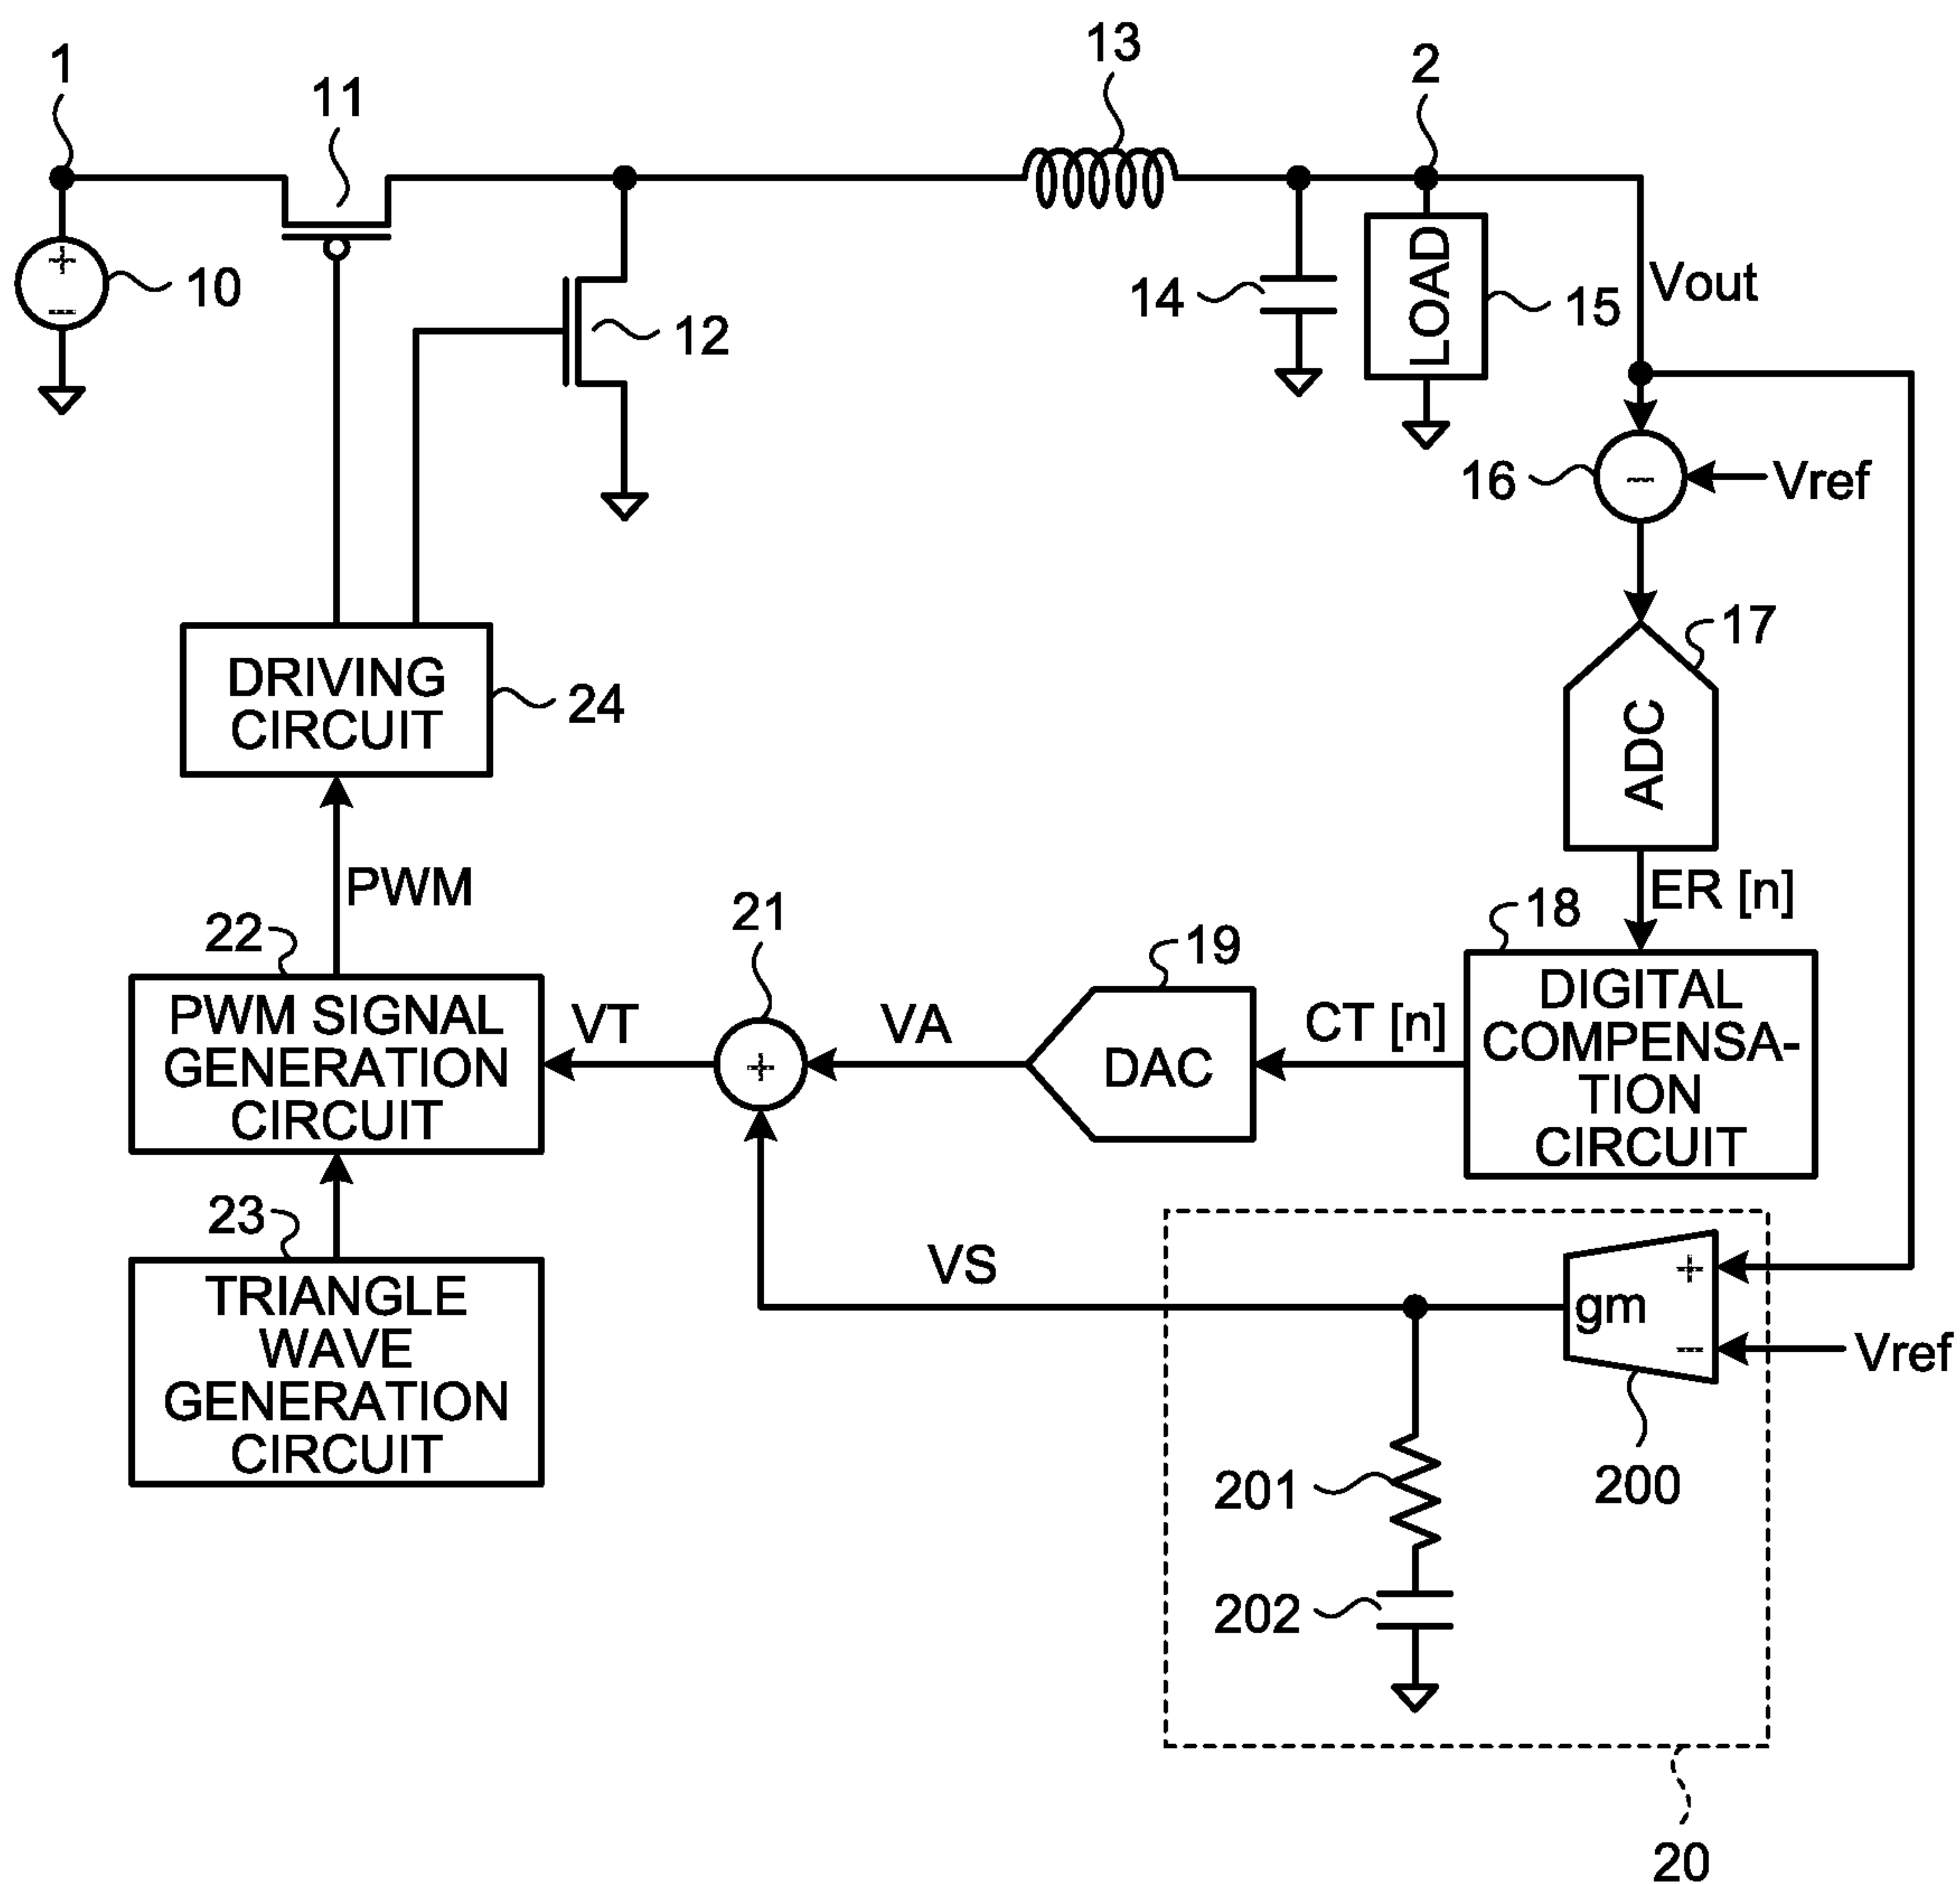 1
11
13
2
10
12
14
LOAD
15
Vout
16
Vref
DRIVING
CIRCUIT
24
17
ADC
PWM
ER [n]
22
21
19
18
PWM SIGNAL
GENERATION
CIRCUIT
VT
+
VA
DAC
CT [n]
DIGITAL
COMPENSA-
TION
CIRCUIT
23
TRIANGLE
WAVE
GENERATION
CIRCUIT
VS
gm
+
-
Vref
200
201
202
20